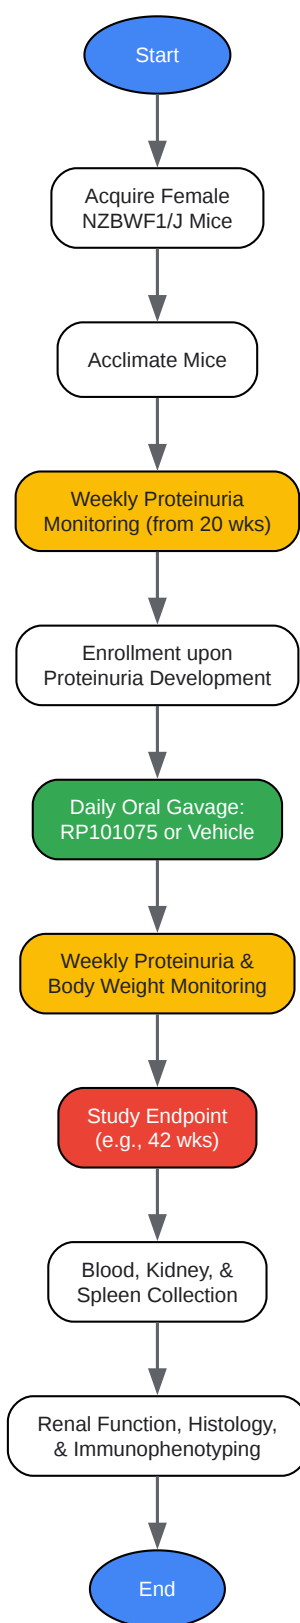 Start
Acquire Female
NZBWF1/J Mice
Acclimate Mice
Weekly Proteinuria
Monitoring (from 20 wks)
Enrollment upon
Proteinuria Development
Daily Oral Gavage:
RP101075 or Vehicle
Weekly Proteinuria &
Body Weight Monitoring
Study Endpoint
(e.g., 42 wks)
Blood, Kidney, &
Spleen Collection
Renal Function, Histology,
& Immunophenotyping
End